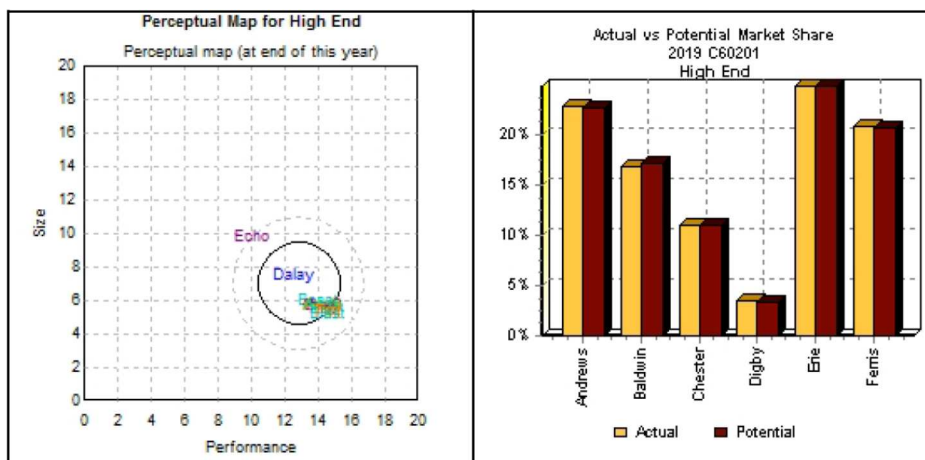 Perceptual Map for High End
Perceptual map (at end of this year)
20
18
16
14
12
10
8
6
4
2
0
Size
Echo
Dalay
0 2 4 6 8 10 12 14 16 18 20
Performance
Actual vs Potential Market Share
2019 C60201
High End
20%
15%
10%
5%
0%
Andrews
Baldwin
Chester
Digby
Erie
Ferris
Actual Potential